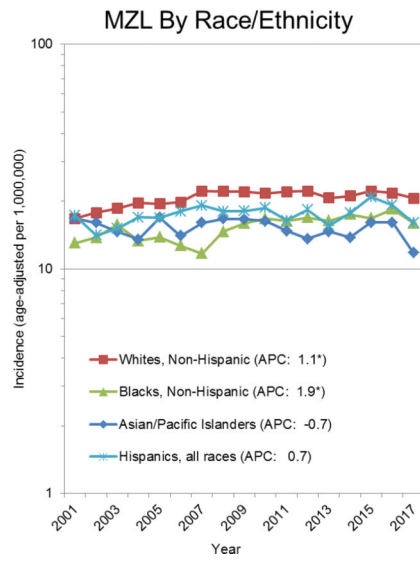 MZL By Race/Ethnicity
100
10
1
Incidence (age-adjusted per 1,000,000)
Whites, Non-Hispanic (APC: 1.1*)
Blacks, Non-Hispanic (APC: 1.9*)
Asian/Pacific Islanders (APC: -0.7)
Hispanics, all races (APC: 0.7)
2001 2003 2005 2007 2009 2011 2013 2015 2017
Year